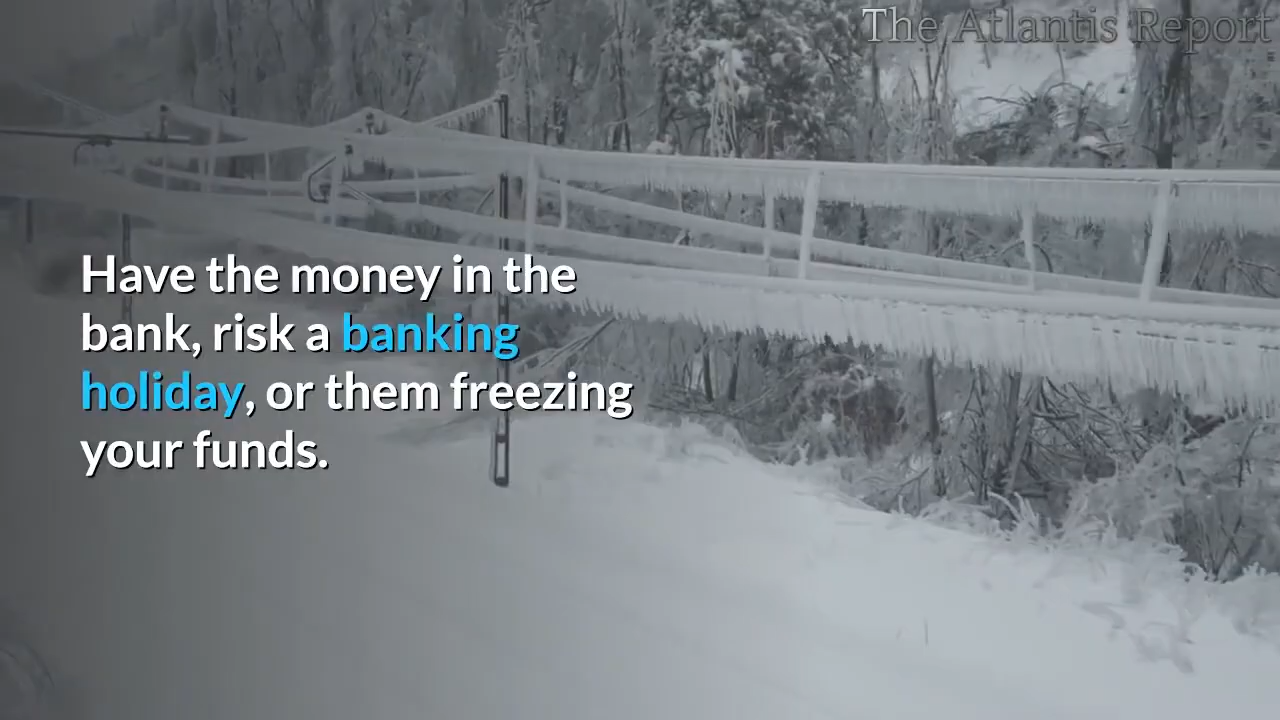 The Atlantis Report
Have the money in the
bank, risk a banking
holiday, or them freezing
your funds.